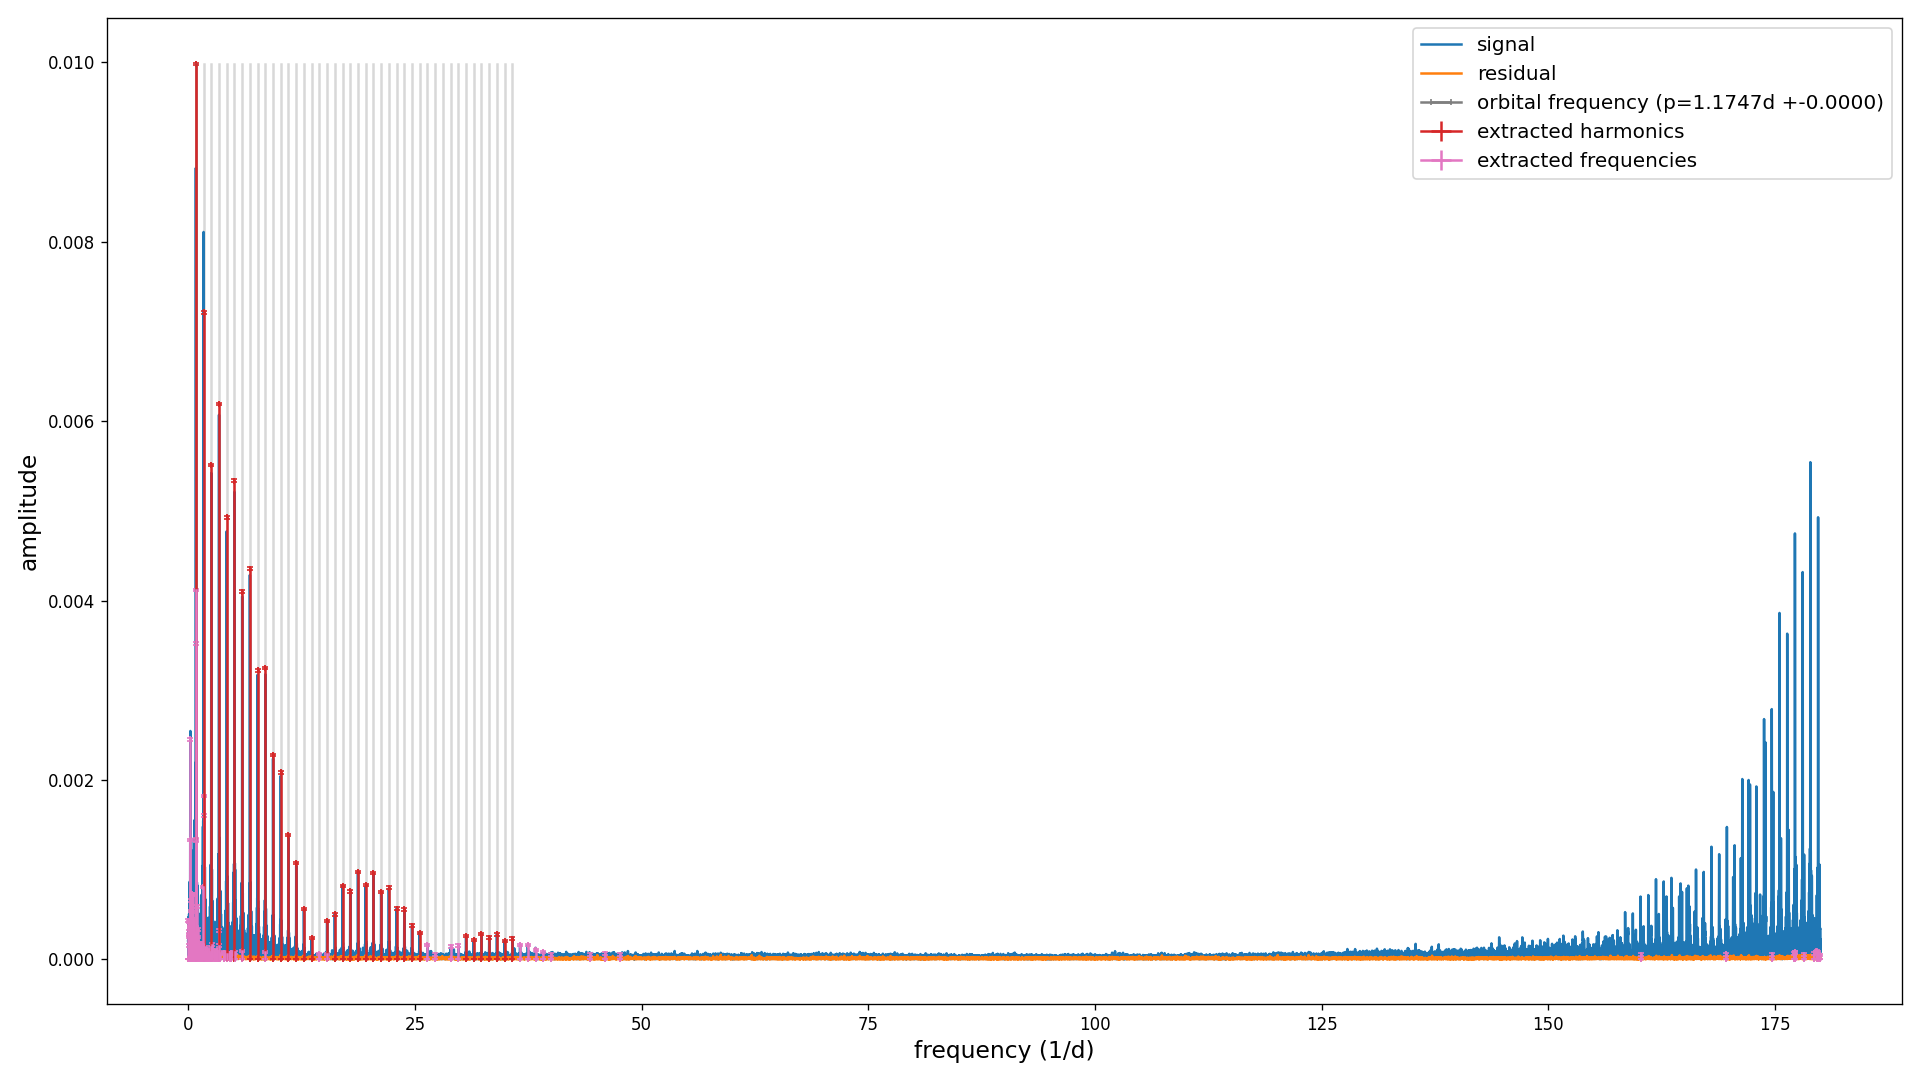 signal
residual
orbital frequency (p=1.1747d +-0.0000)
extracted harmonics
extracted frequencies
amplitude
0.010
0.008
0.006
0.004
0.002
0.000
0 25 50 75 100 125 150 175
frequency (1/d)